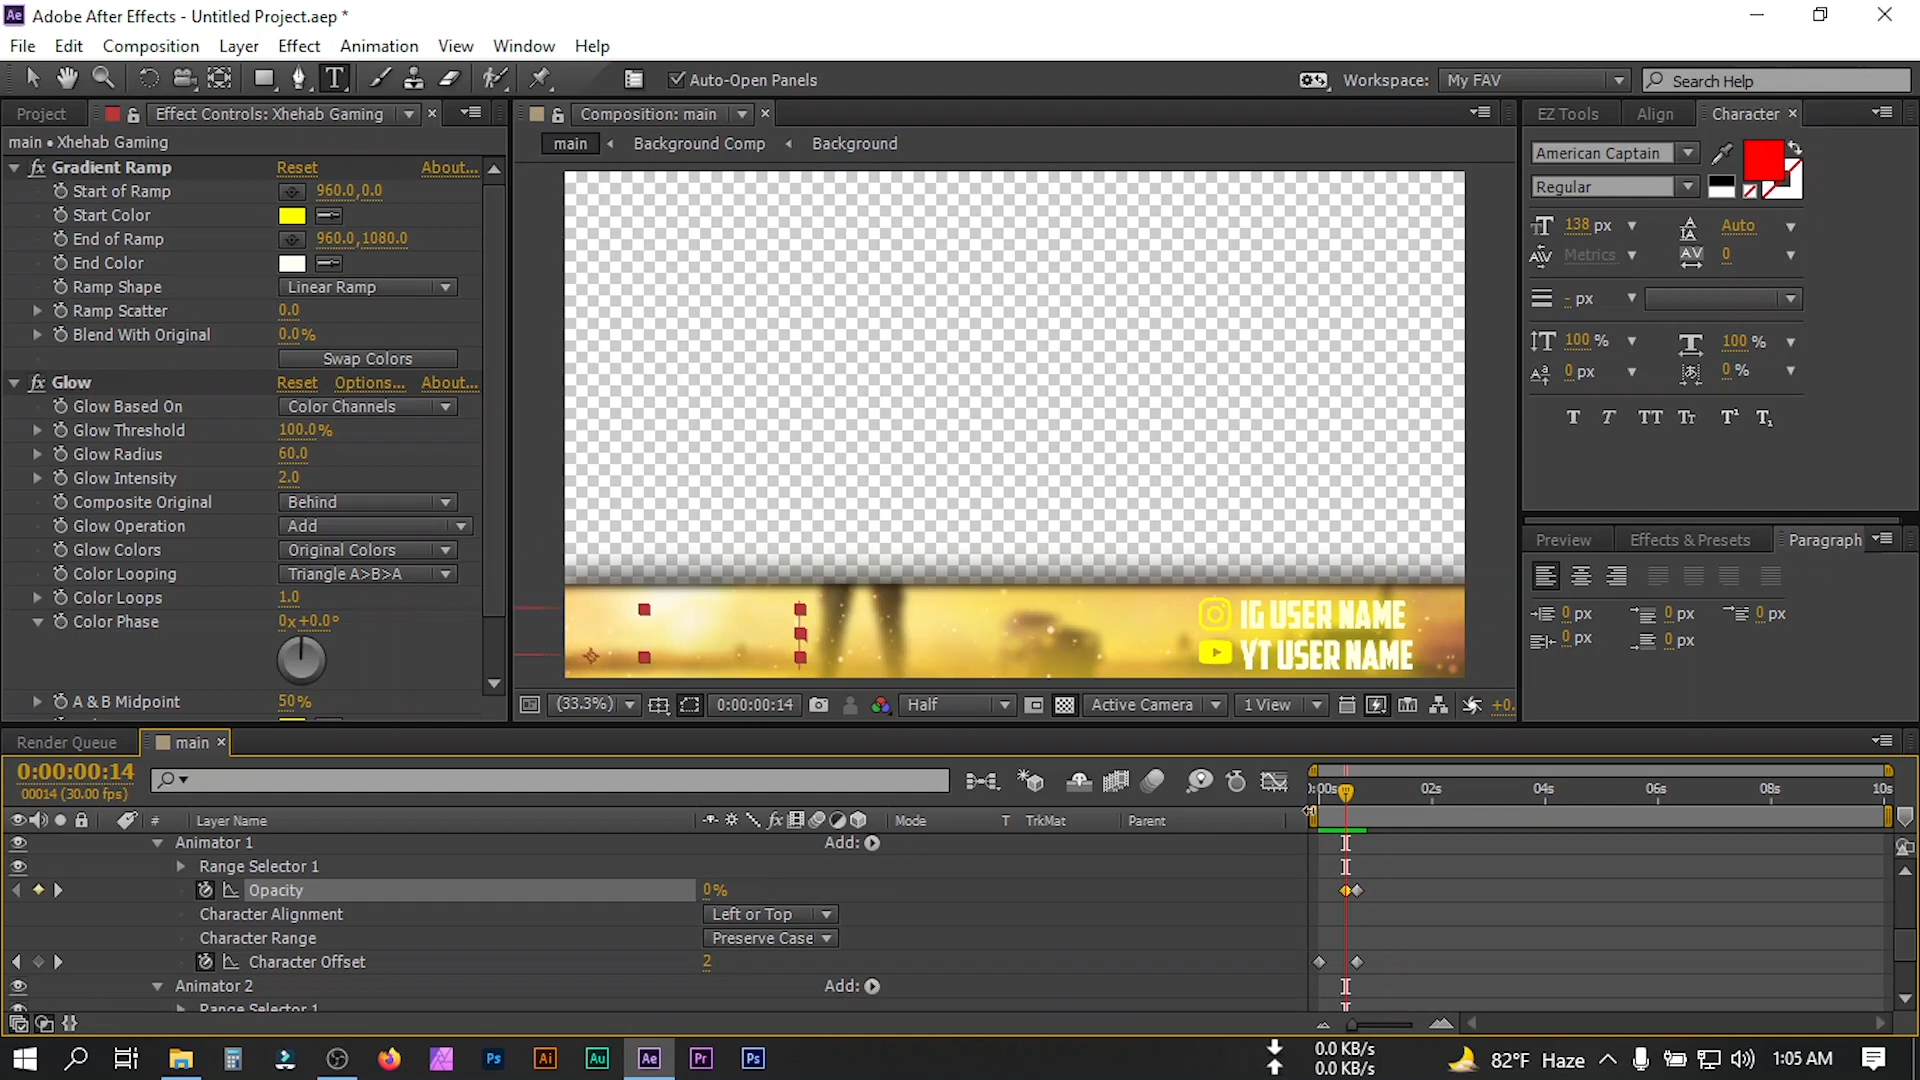 Adobe After Effects - Untitled Project.aep *
File Edit Composition Layer Effect Animation View Window Help
Auto-Open Panels
Workspace: My FAV
Search Help
Project
Effect Controls: Xhehab Gaming
Composition: main
EZ Tools Align Character
main • Xhehab Gaming
main Background Comp Background
Gradient Ramp Reset About...
Start of Ramp 960.0,0.0
Start Color
End of Ramp 960.0,1080.0
End Color
Ramp Shape Linear Ramp
Ramp Scatter 0.0
Blend With Original 0.0%
Swap Colors
Glow Reset Options... About...
Glow Based On Color Channels
Glow Threshold 100.0%
Glow Radius 60.0
Glow Intensity 2.0
Composite Original Behind
Glow Operation Add
Glow Colors Original Colors
Color Looping Triangle A>B>A
Color Loops 1.0
Color Phase 0x+0.0°
A & B Midpoint 50%
IG USER NAME
YT USER NAME
(33.3%) 0:00:00:14 Half Active Camera 1 View +0.
American Captain
Regular
138 px Auto
Metrics 0
- px
100 % 100 %
0 px 0 %
Preview Effects & Presets Paragraph
0 px 0 px 0 px
0 px 0 px
Render Queue main
0:00:00:14
00014 (30.00 fps)
0:00s 02s 04s 06s 08s 10s
# Layer Name Mode T TrkMat Parent
Animator 1 Add:
Range Selector 1
Opacity 0%
Character Alignment Left or Top
Character Range Preserve Case
Character Offset 2
Animator 2 Add:
Range Selector 1
0.0 KB/s
0.0 KB/s
82°F Haze 1:05 AM